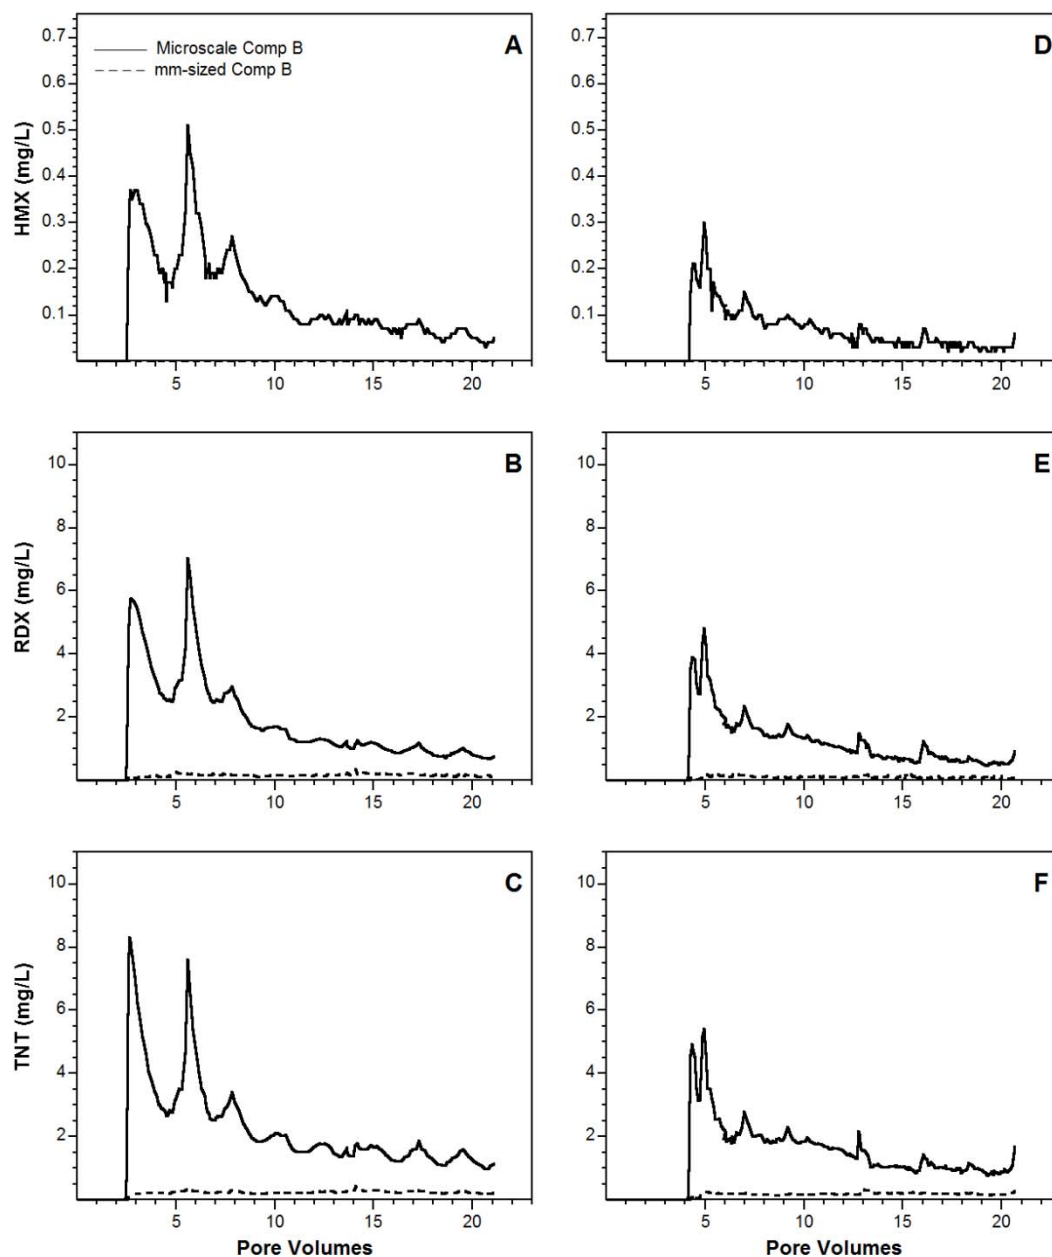 A
Microscale Comp B
mm-sized Comp B
HMX (mg/L)
0.7
0.6
0.5
0.4
0.3
0.2
0.1
5 10 15 20
D
0.7
0.6
0.5
0.4
0.3
0.2
0.1
5 10 15 20
B
RDX (mg/L)
10
8
6
4
2
5 10 15 20
E
10
8
6
4
2
5 10 15 20
C
TNT (mg/L)
10
8
6
4
2
5 10 15 20
Pore Volumes
F
10
8
6
4
2
5 10 15 20
Pore Volumes